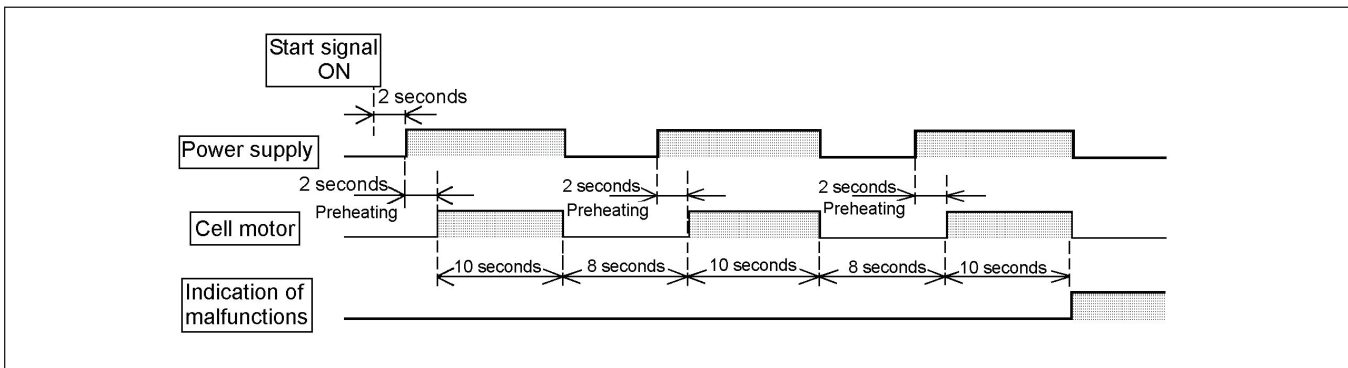 Start signal
ON
2 seconds
Power supply
2 seconds
Preheating
2 seconds
Preheating
2 seconds
Preheating
Cell motor
10 seconds
8 seconds
10 seconds
8 seconds
10 seconds
Indication of
malfunctions